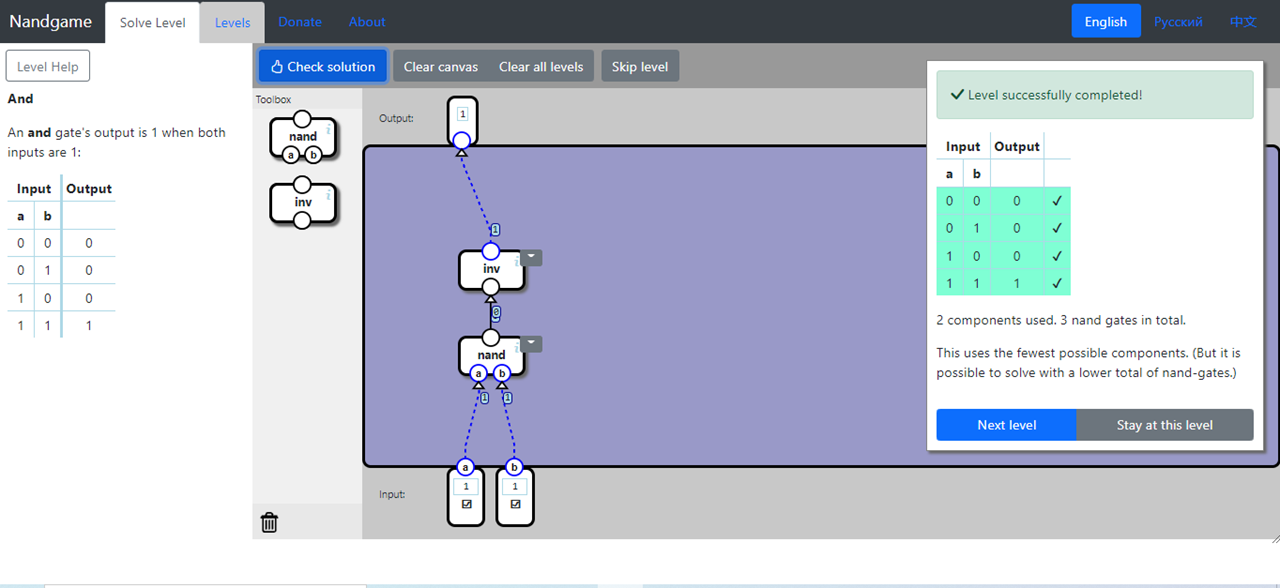 Nandgame Solve Level Levels Donate About English Русский 中文
Level Help
Check solution Clear canvas Clear all levels Skip level
And
An and gate's output is 1 when both
inputs are 1:
Input Output
a b
0 0 0
0 1 0
1 0 0
1 1 1
Toolbox
nand
a b
inv
Output:
1
1
inv
0
nand
a b
1 1
a b
Input:
1 1
Level successfully completed!
Input Output
a b
0 0 0 ✓
0 1 0 ✓
1 0 0 ✓
1 1 1 ✓
2 components used. 3 nand gates in total.
This uses the fewest possible components. (But it is
possible to solve with a lower total of nand-gates.)
Next level Stay at this level